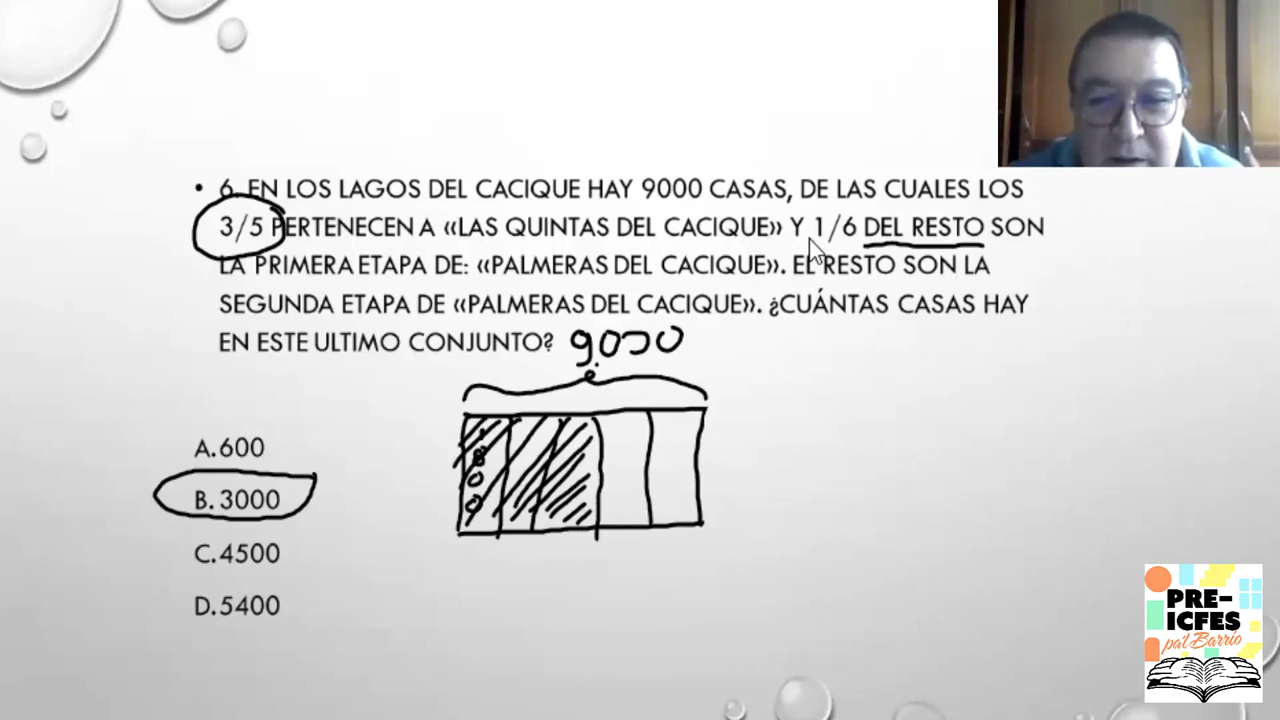 • 6. EN LOS LAGOS DEL CACIQUE HAY 9000 CASAS, DE LAS CUALES LOS
3/5 PERTENECEN A «LAS QUINTAS DEL CACIQUE» Y 1/6 DEL RESTO SON
LA PRIMERA ETAPA DE: «PALMERAS DEL CACIQUE». EL RESTO SON LA
SEGUNDA ETAPA DE «PALMERAS DEL CACIQUE». ¿CUÁNTAS CASAS HAY
EN ESTE ULTIMO CONJUNTO?
9.000
1800
A. 600
B. 3000
C. 4500
D. 5400
PRE-
ICFES
pa'l Barrio